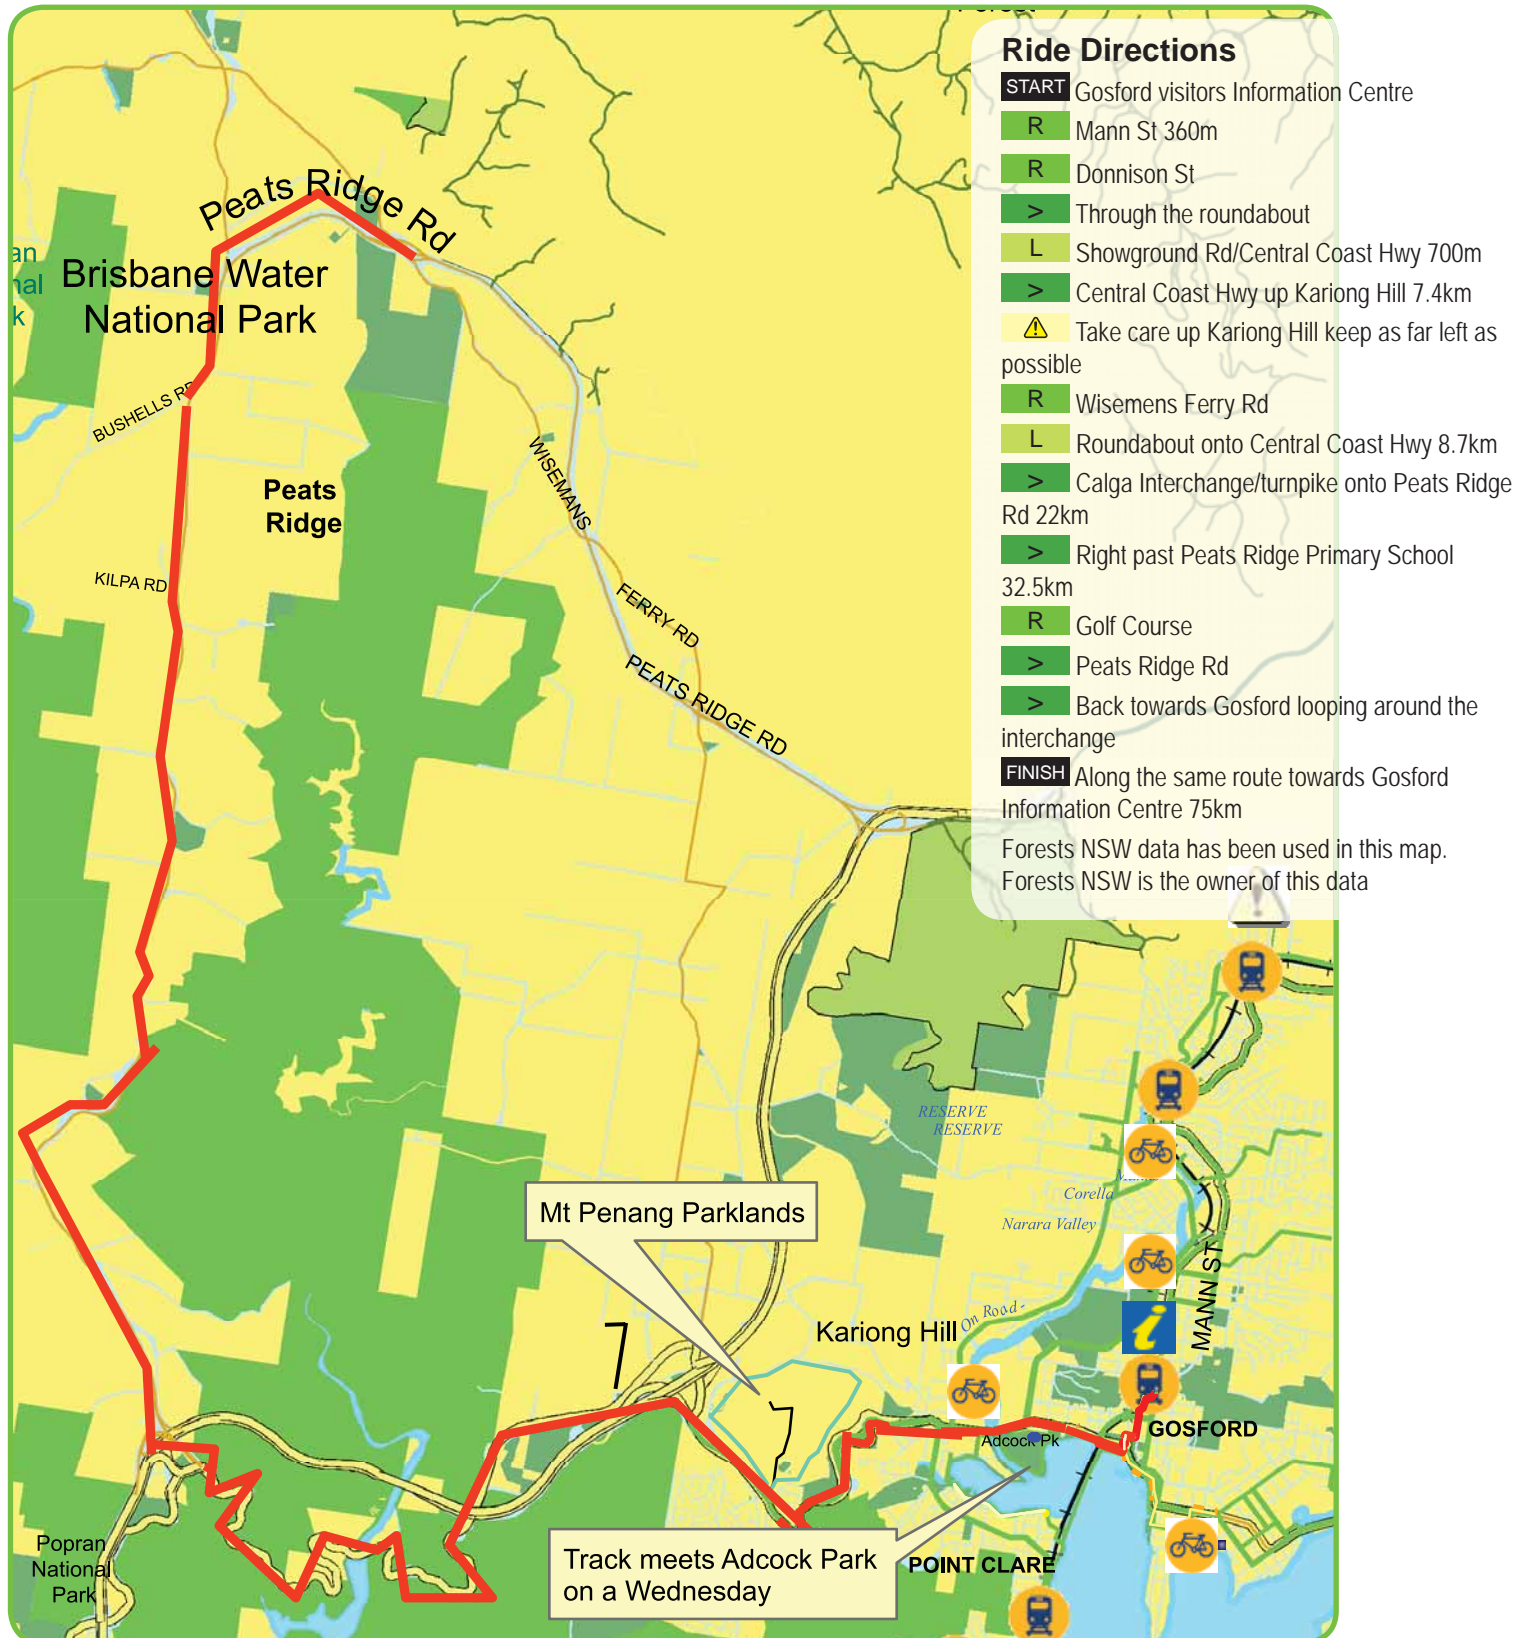 Ride Directions
START Gosford visitors Information Centre
R Mann St 360m
R Donnison St
> Through the roundabout
L Showground Rd/Central Coast Hwy 700m
> Central Coast Hwy up Kariong Hill 7.4km
Take care up Kariong Hill keep as far left as
possible
R Wisemens Ferry Rd
L Roundabout onto Central Coast Hwy 8.7km
> Calga Interchange/turnpike onto Peats Ridge
Rd 22km
> Right past Peats Ridge Primary School
32.5km
R Golf Course
> Peats Ridge Rd
> Back towards Gosford looping around the
interchange
FINISH Along the same route towards Gosford
Information Centre 75km
Forests NSW data has been used in this map.
Forests NSW is the owner of this data
Peats Ridge Rd
Brisbane Water
National Park
BUSHELLS RD
Peats
Ridge
KILPA RD
WISEMANS
FERRY RD
PEATS RIDGE RD
RESERVE
RESERVE
Corella
Narara Valley
Mt Penang Parklands
MANN ST
On Road -
Kariong Hill
i
GOSFORD
Adcock Pk
Popran
National
Park
Track meets Adcock Park
on a Wednesday
POINT CLARE